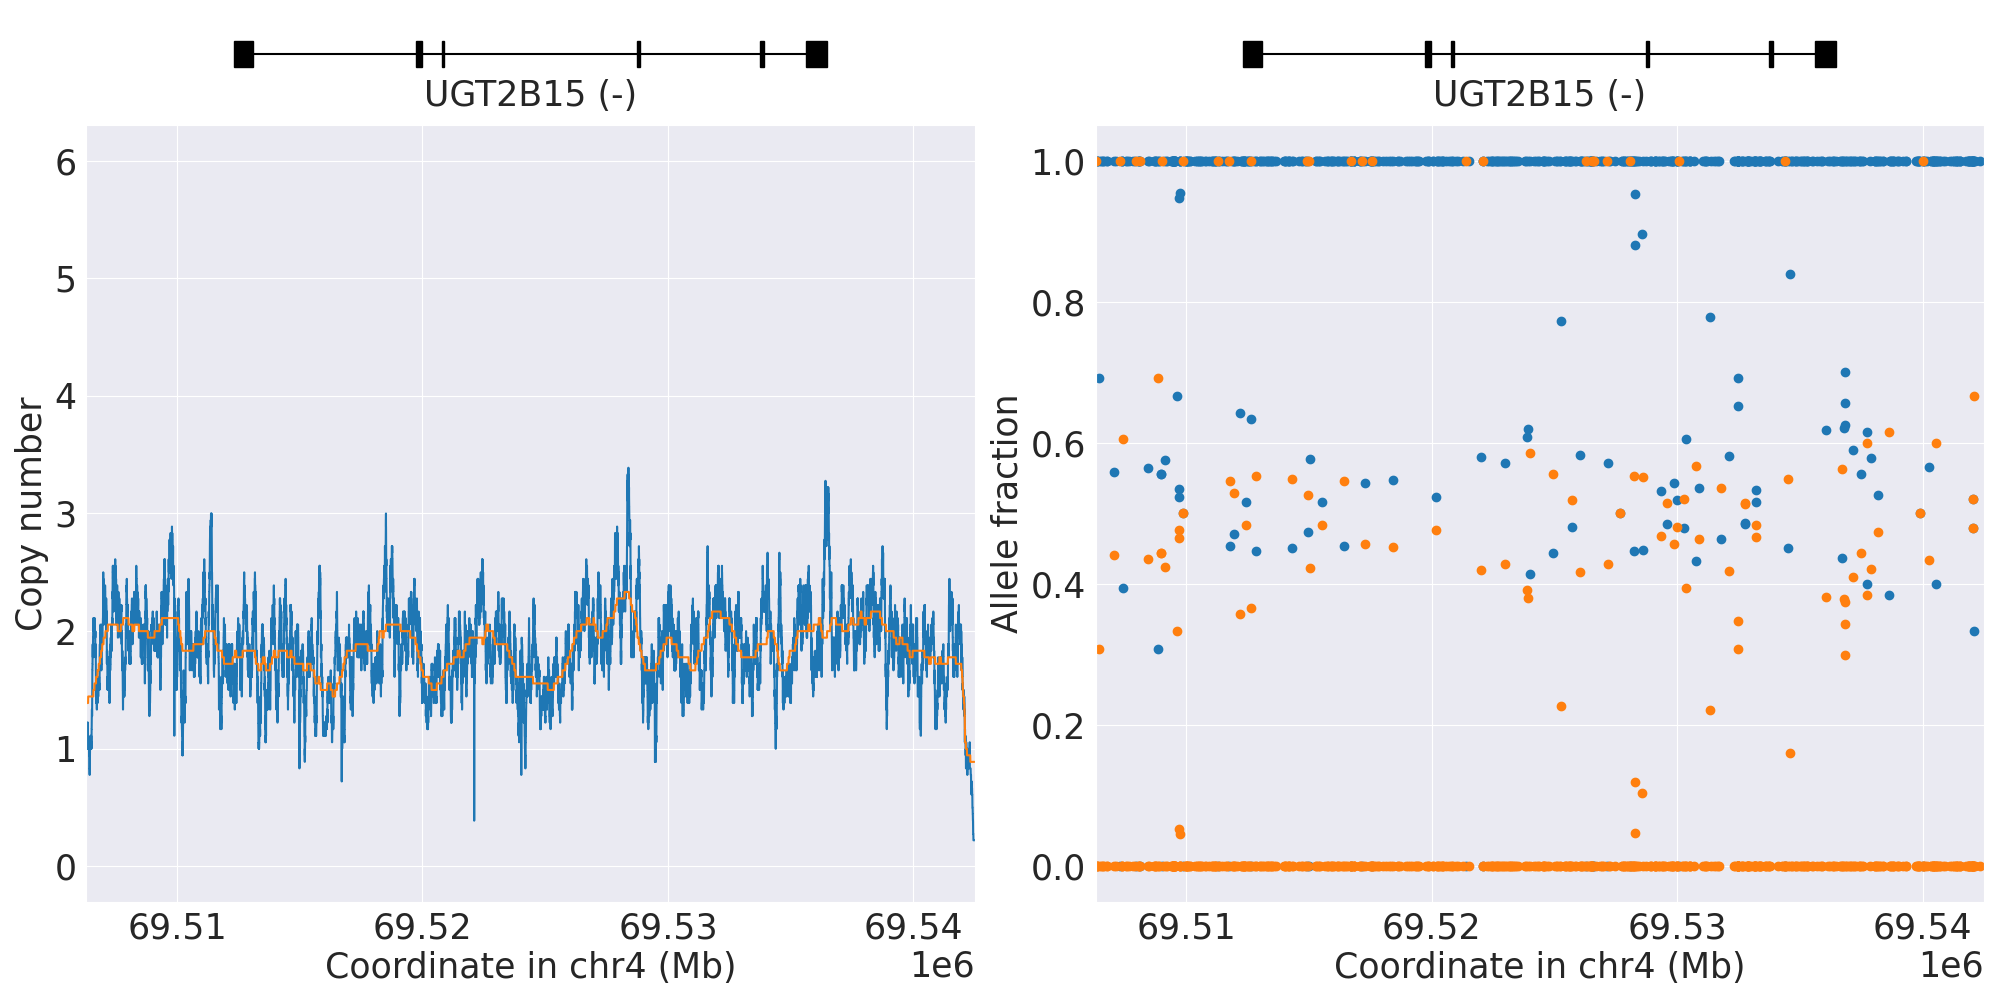 UGT2B15 (-)
6
5
4
3
2
1
0
Copy number
69.51 69.52 69.53 69.54
Coordinate in chr4 (Mb) 1e6
UGT2B15 (-)
1.0
0.8
0.6
0.4
0.2
0.0
Allele fraction
69.51 69.52 69.53 69.54
Coordinate in chr4 (Mb) 1e6